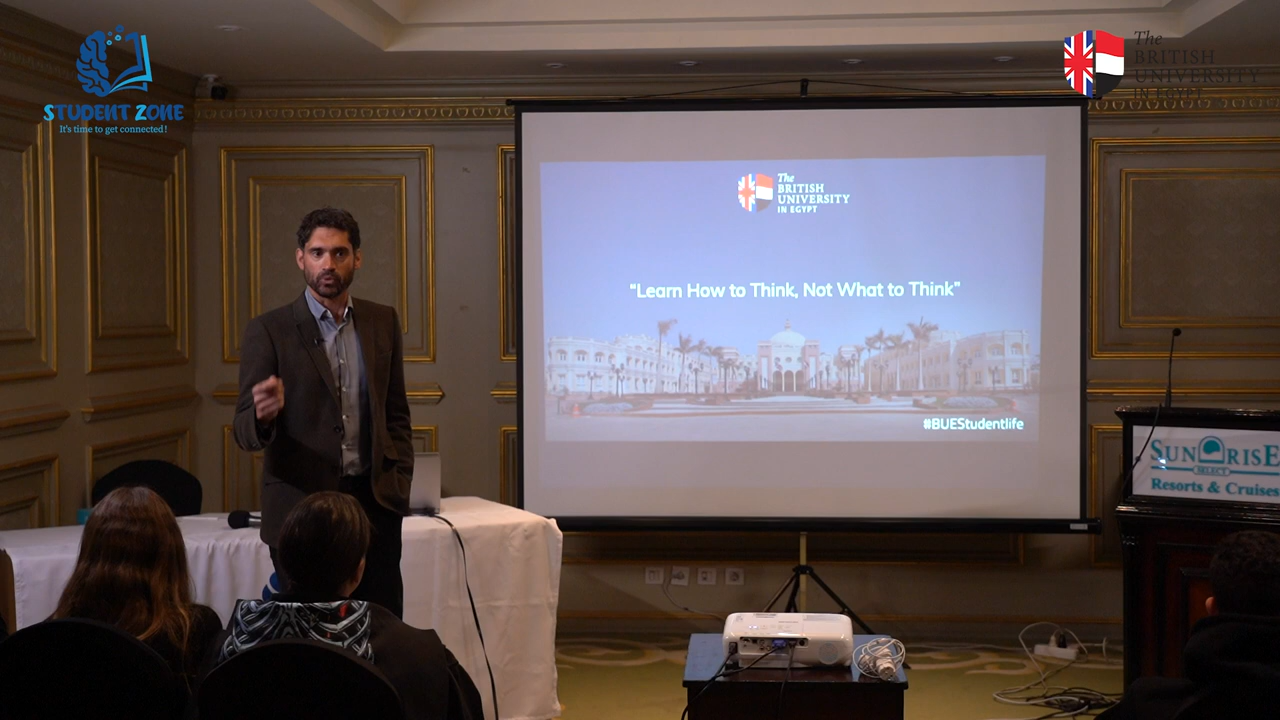 STUDENT ZONE
It's time to get connected!
The
BRITISH
UNIVERSITY
IN EGYPT
The
BRITISH
UNIVERSITY
IN EGYPT
"Learn How to Think, Not What to Think"
#BUEStudentlife
SUNRISE
SELECT
Resorts & Cruises